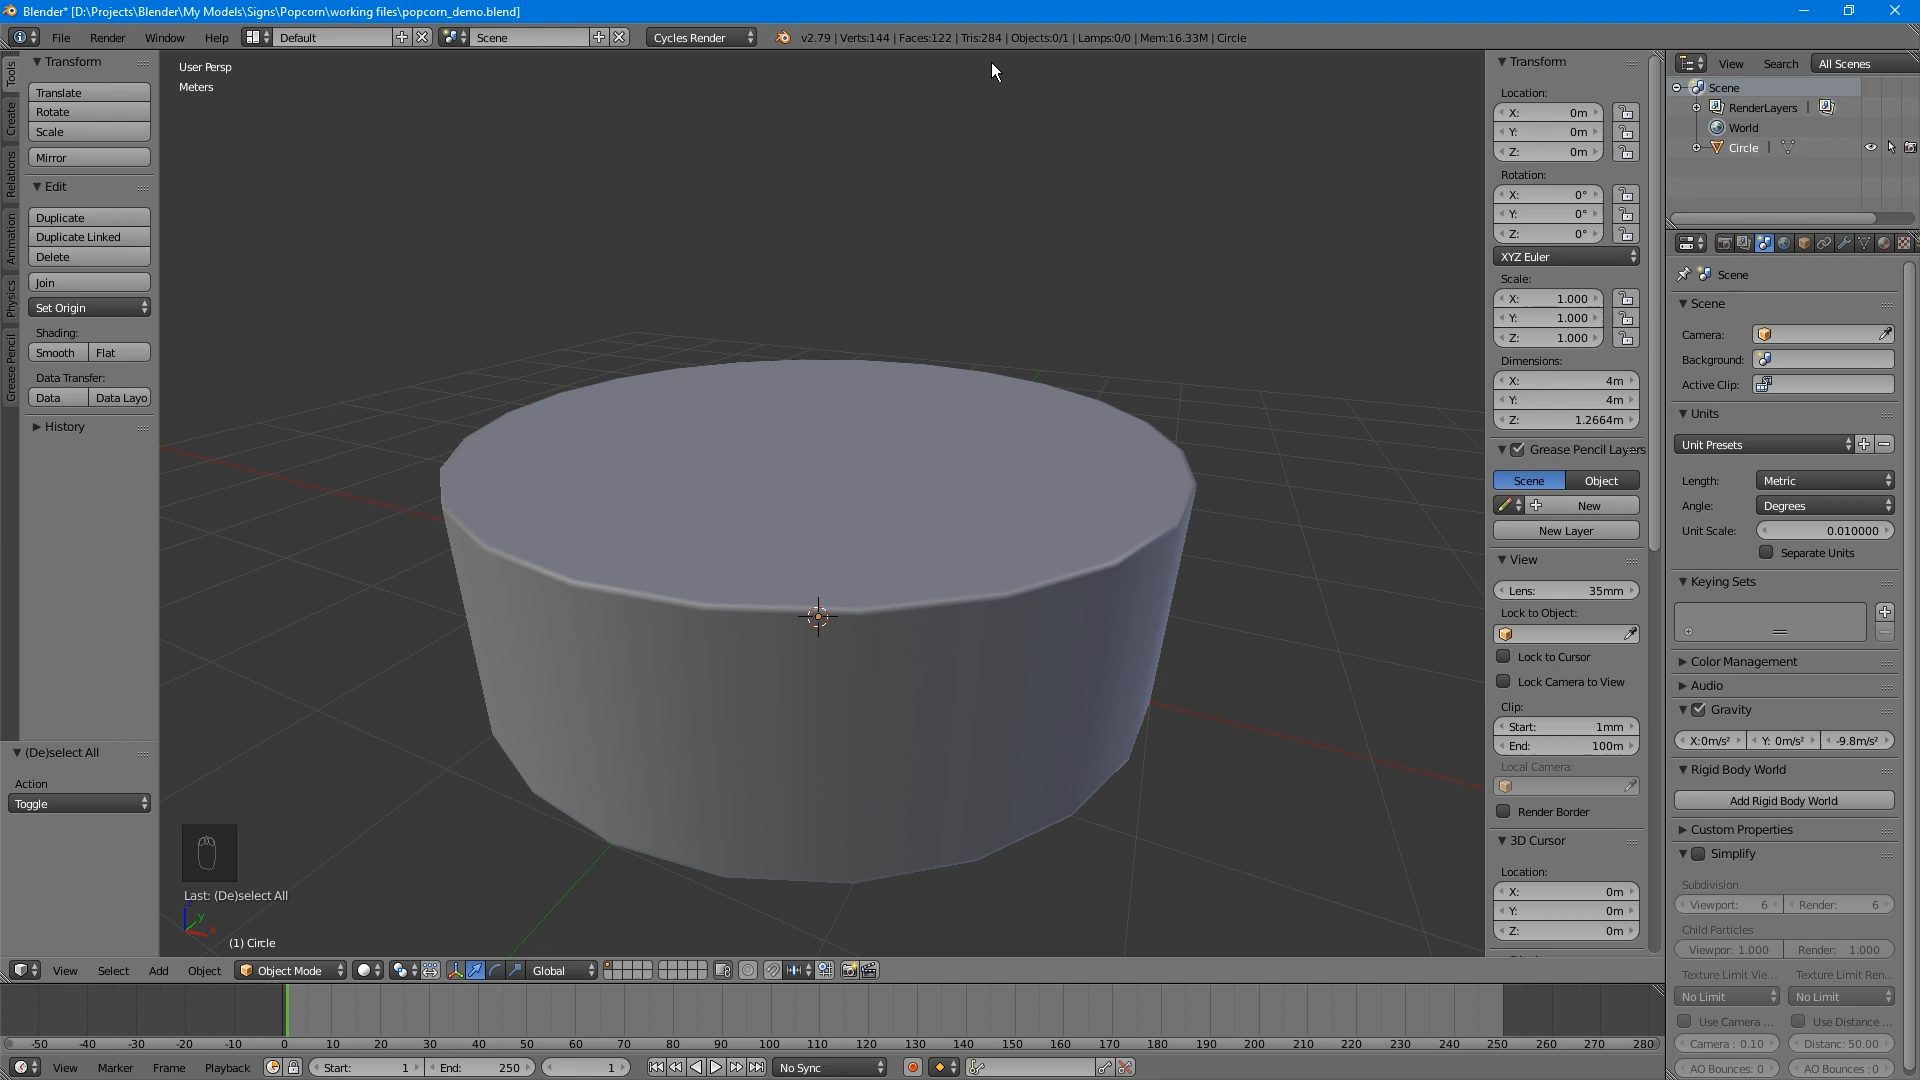 Blender* [D:\Projects\Blender\My Models\Signs\Popcorn\working files\popcorn_demo.blend]
File Render Window Help Default Scene Cycles Render v2.79 | Verts:144 | Faces:122 | Tris:284 | Objects:0/1 | Lamps:0/0 | Mem:16.33M | Circle
Tools
Create
Relations
Animation
Physics
Grease Pencil
Transform
Translate
Rotate
Scale
Mirror
Edit
Duplicate
Duplicate Linked
Delete
Join
Set Origin
Shading:
Smooth Flat
Data Transfer:
Data Data Layo
History
(De)select All
Action
Toggle
User Persp
Meters
Last: (De)select All
y
x
(1) Circle
Transform
Location:
X: 0m
Y: 0m
Z: 0m
Rotation:
X: 0°
Y: 0°
Z: 0°
XYZ Euler
Scale:
X: 1.000
Y: 1.000
Z: 1.000
Dimensions:
X: 4m
Y: 4m
Z: 1.2664m
Grease Pencil Layers
Scene Object
New
New Layer
View
Lens: 35mm
Lock to Object:
Lock to Cursor
Lock Camera to View
Clip:
Start: 1mm
End: 100m
Local Camera:
Render Border
3D Cursor
Location:
X: 0m
Y: 0m
Z: 0m
View Search All Scenes
Scene
RenderLayers |
World
Circle |
Scene
Scene
Camera:
Background:
Active Clip:
Units
Unit Presets
Length: Metric
Angle: Degrees
Unit Scale: 0.010000
Separate Units
Keying Sets
Color Management
Audio
Gravity
X:0m/s² Y: 0m/s² -9.8m/s²
Rigid Body World
Add Rigid Body World
Custom Properties
Simplify
Subdivision
Viewport: 6 Render: 6
Child Particles
Viewpor: 1.000 Render: 1.000
Texture Limit Vie... Texture Limit Ren...
No Limit No Limit
Use Camera ... Use Distance ...
Camera : 0.10 Distanc: 50.00
AO Bounces: 0 AO Bounces : 0
View Select Add Object Object Mode Global
-50 -40 -30 -20 -10 0 10 20 30 40 50 60 70 80 90 100 110 120 130 140 150 160 170 180 190 200 210 220 230 240 250 260 270 280
View Marker Frame Playback Start: 1 End: 250 1 No Sync